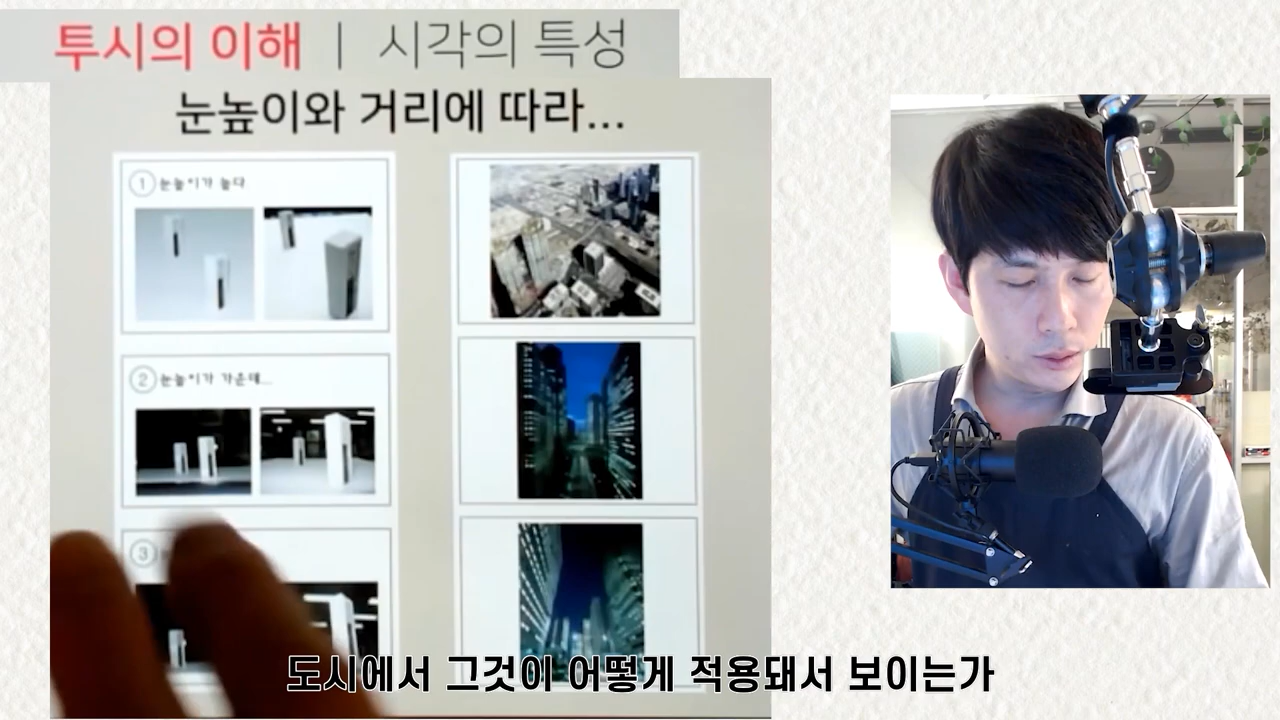 투시의 이해 | 시각의 특성
눈높이와 거리에 따라...
① 눈높이가 높다
② 눈높이가 가운데...
③
도시에서 그것이 어떻게 적용돼서 보이는가